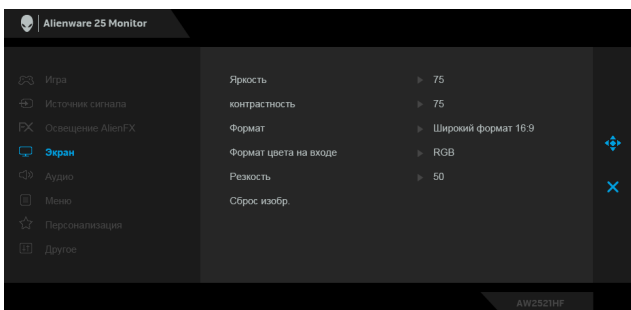 Alienware 25 Monitor
Игра
Яркость 75
Источник сигнала
контрастность 75
FX Освещение AlienFX
Формат Широкий формат 16:9
Экран
Формат цвета на входе RGB
Аудио
Резкость 50
Меню
Сброс изобр.
Персонализация
Другое
AW2521HF